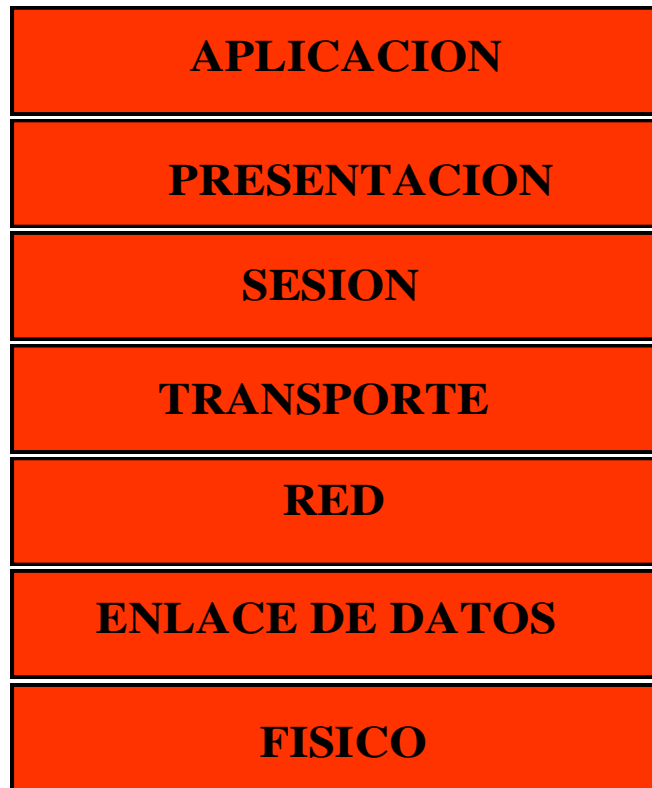 APLICACION
PRESENTACION
SESION
TRANSPORTE
RED
ENLACE DE DATOS
FISICO